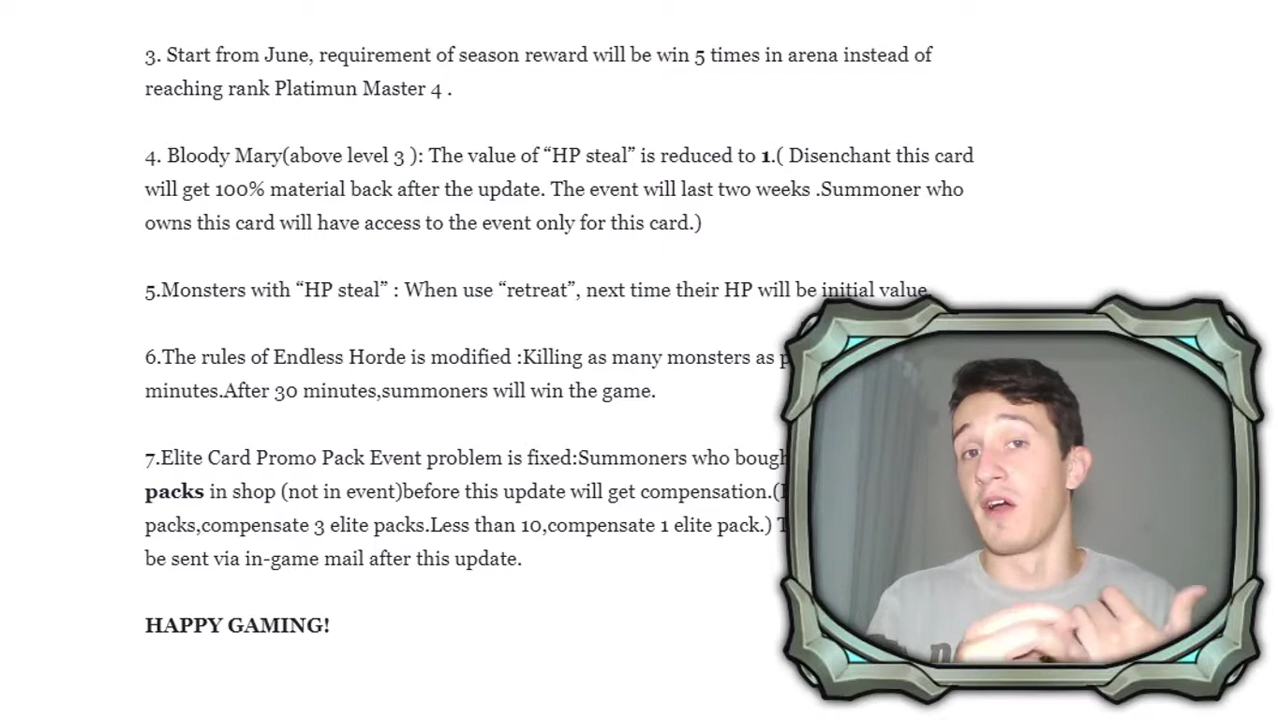 3. Start from June, requirement of season reward will be win 5 times in arena instead of
reaching rank Platimun Master 4 .
4. Bloody Mary(above level 3 ): The value of “HP steal” is reduced to 1.( Disenchant this card
will get 100% material back after the update. The event will last two weeks .Summoner who
owns this card will have access to the event only for this card.)
5.Monsters with “HP steal” : When use “retreat”, next time their HP will be initial value.
6.The rules of Endless Horde is modified :Killing as many monsters as
minutes.After 30 minutes,summoners will win the game.
7.Elite Card Promo Pack Event problem is fixed:Summoners who bough
packs in shop (not in event)before this update will get compensation.(
packs,compensate 3 elite packs.Less than 10,compensate 1 elite pack.)
be sent via in-game mail after this update.
HAPPY GAMING!